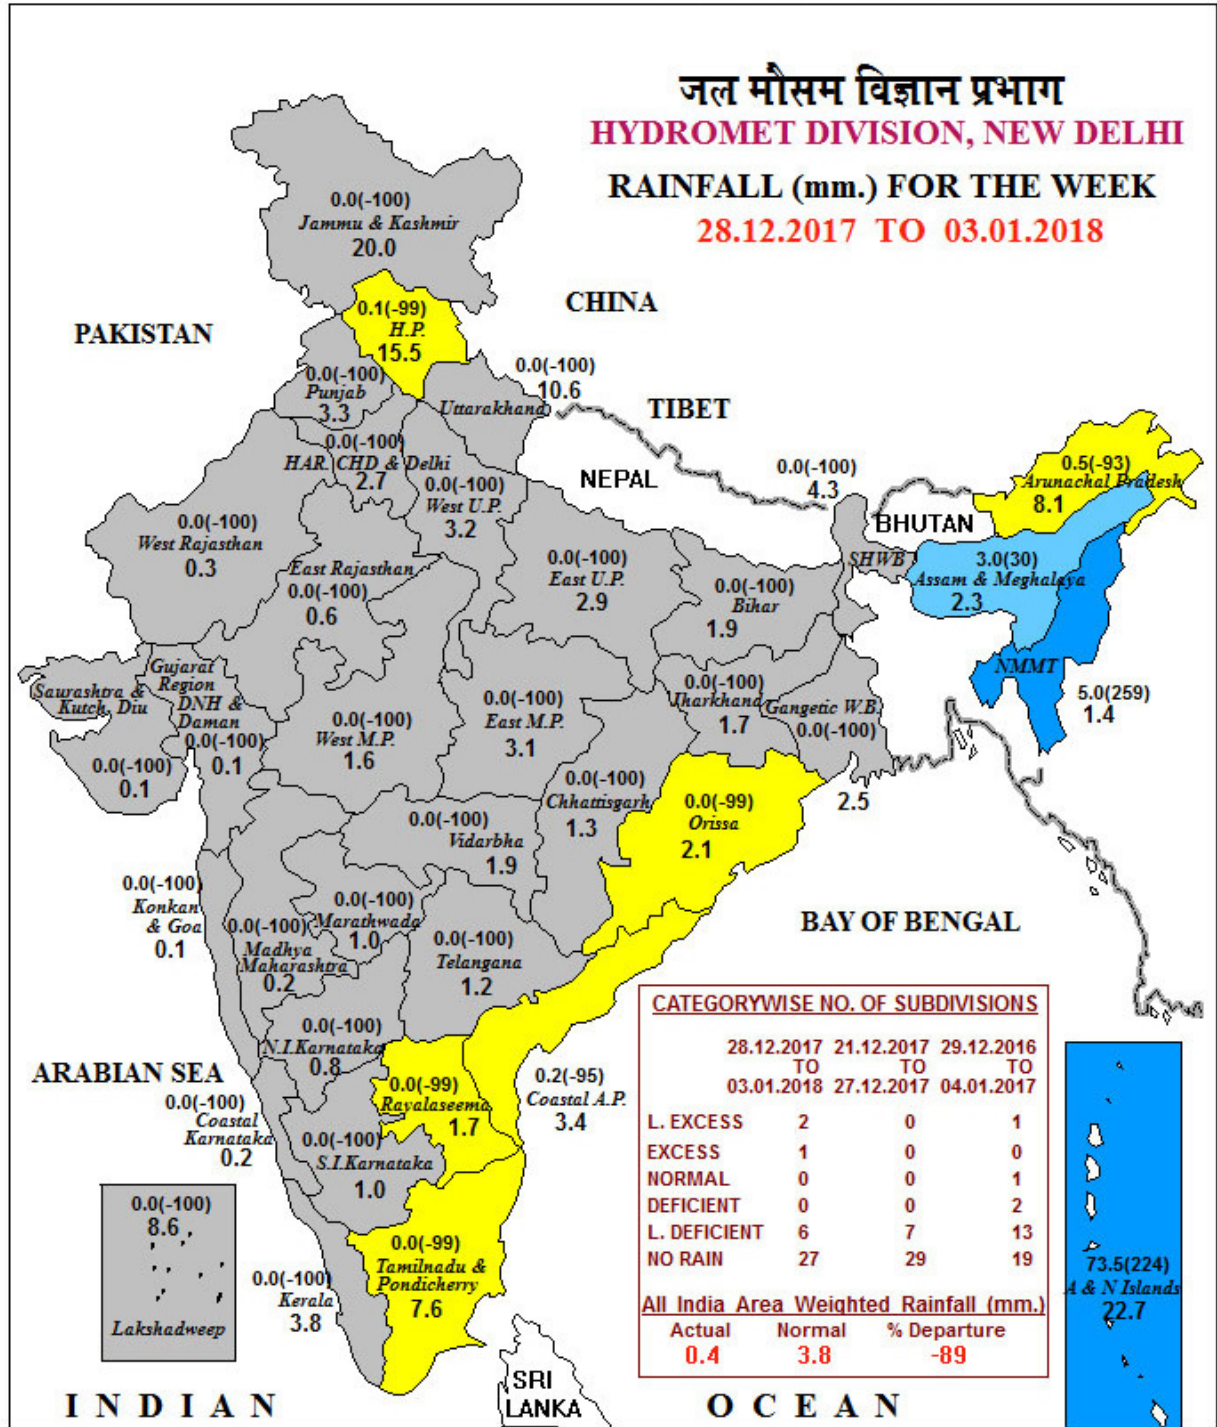 जल मौसम विज्ञान प्रभाग
HYDROMET DIVISION, NEW DELHI
RAINFALL (mm.) FOR THE WEEK
28.12.2017 TO 03.01.2018
0.0(-100)
Jammu & Kashmir
20.0
CHINA
PAKISTAN
0.1(-99)
H.P.
15.5
0.0(-100)
Punjab
3.3
0.0(-100)
10.6
Uttarakhand
TIBET
NEPAL
0.0(-100)
HAR. CHD & Delhi
2.7
0.0(-100)
West U.P.
3.2
0.0(-100)
4.3
SHWB
BHUTAN
0.5(-93)
Arunachal Pradesh
8.1
0.0(-100)
West Rajasthan
0.3
East Rajasthan
0.0(-100)
0.6
0.0(-100)
East U.P.
2.9
0.0(-100)
Bihar
1.9
3.0(30)
Assam & Meghalaya
2.3
NMMT
5.0(259)
1.4
Saurashtra &
Kutch, Diu
0.0(-100)
0.1
Gujarat
Region
DNH &
Daman
0.0(-100)
0.1
0.0(-100)
West M.P.
1.6
0.0(-100)
East M.P.
3.1
0.0(-100)
Jharkhand
1.7
Gangetic W.B.
0.0(-100)
2.5
0.0(-100)
Chhattisgarh
1.3
0.0(-99)
Orissa
2.1
0.0(-100)
Vidarbha
1.9
0.0(-100)
Konkan
& Goa
0.1
0.0(-100)
Madhya
Maharashtra
0.2
0.0(-100)
Marathwada
1.0
0.0(-100)
Telangana
1.2
BAY OF BENGAL
0.0(-100)
N.I.Karnataka
0.8
ARABIAN SEA
0.0(-100)
Coastal
Karnataka
0.2
0.0(-99)
Rayalaseema
1.7
0.2(-95)
Coastal A.P.
3.4
0.0(-100)
S.I.Karnataka
1.0
0.0(-100)
8.6
Lakshadweep
0.0(-100)
Kerala
3.8
0.0(-99)
Tamilnadu &
Pondicherry
7.6
CATEGORYWISE NO. OF SUBDIVISIONS
28.12.2017 21.12.2017 29.12.2016
TO TO TO
03.01.2018 27.12.2017 04.01.2017
L. EXCESS 2 0 1
EXCESS 1 0 0
NORMAL 0 0 1
DEFICIENT 0 0 2
L. DEFICIENT 6 7 13
NO RAIN 27 29 19
All India Area Weighted Rainfall (mm.)
Actual Normal % Departure
0.4 3.8 -89
73.5(224)
A & N Islands
22.7
SRI
LANKA
INDIAN OCEAN